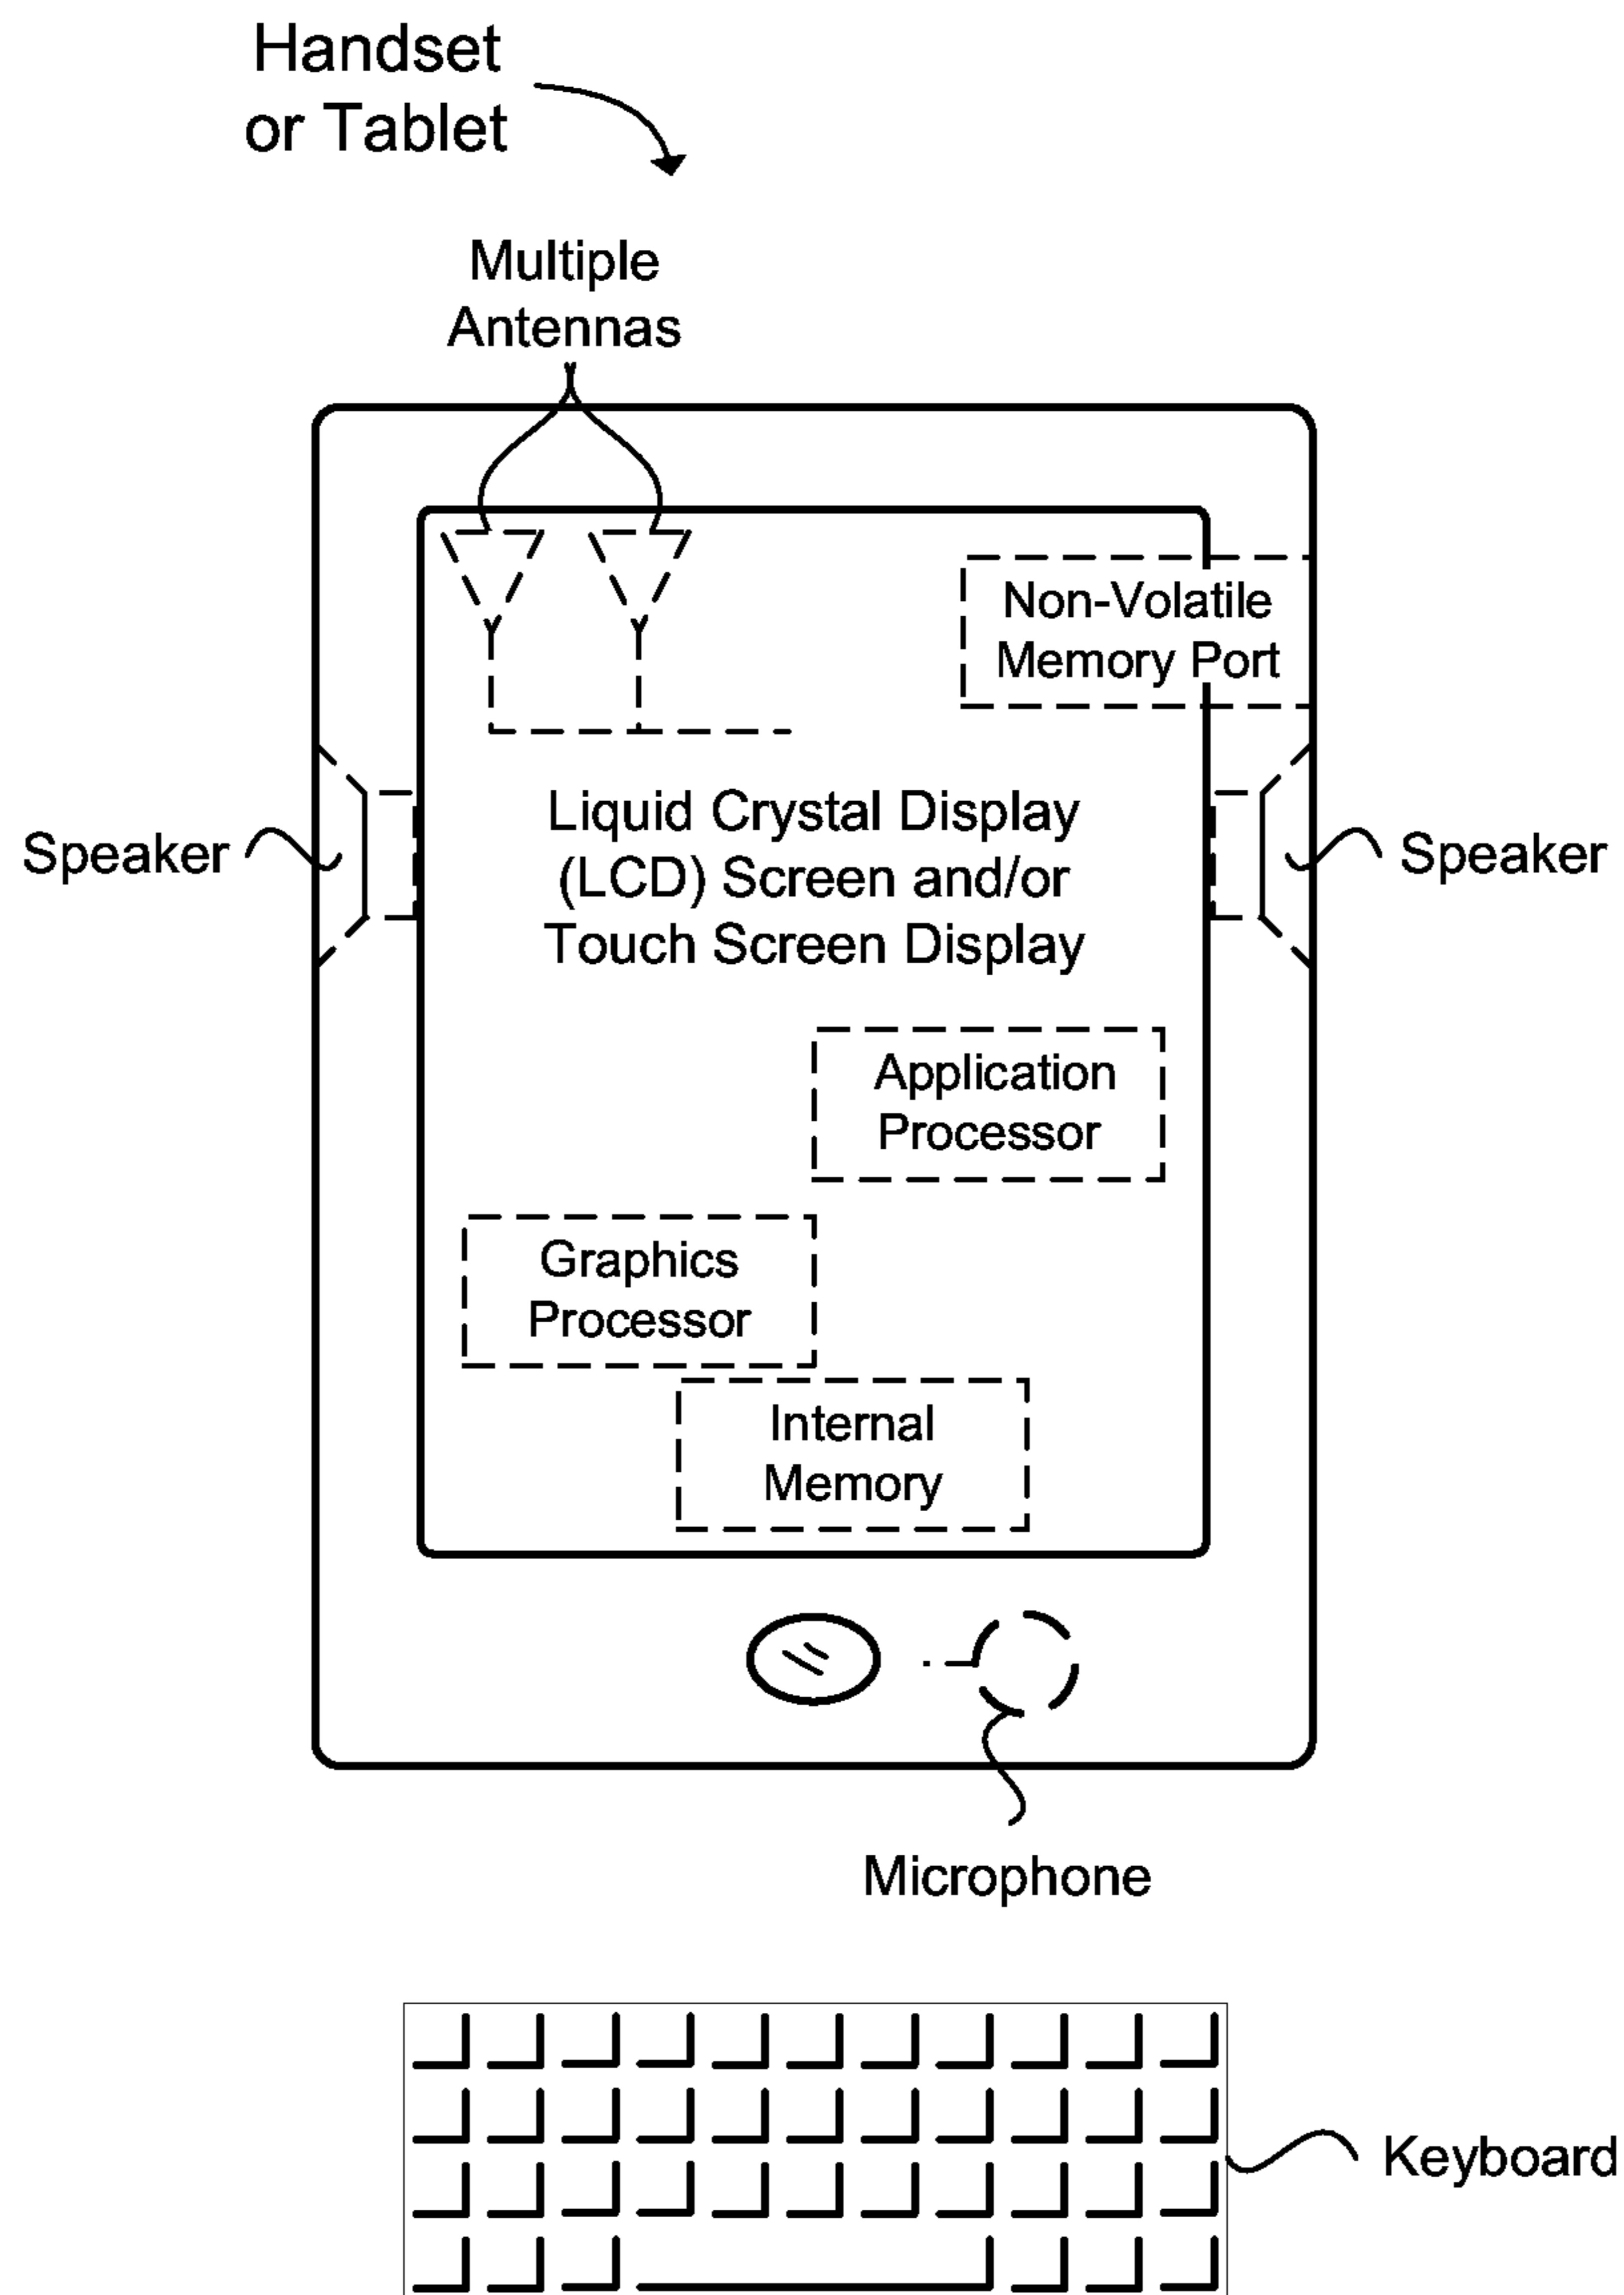 Handset
or Tablet
Multiple
Antennas
Non-Volatile
Memory Port
Speaker
Liquid Crystal Display
(LCD) Screen and/or
Touch Screen Display
Speaker
Application
Processor
Graphics
Processor
Internal
Memory
Microphone
Keyboard